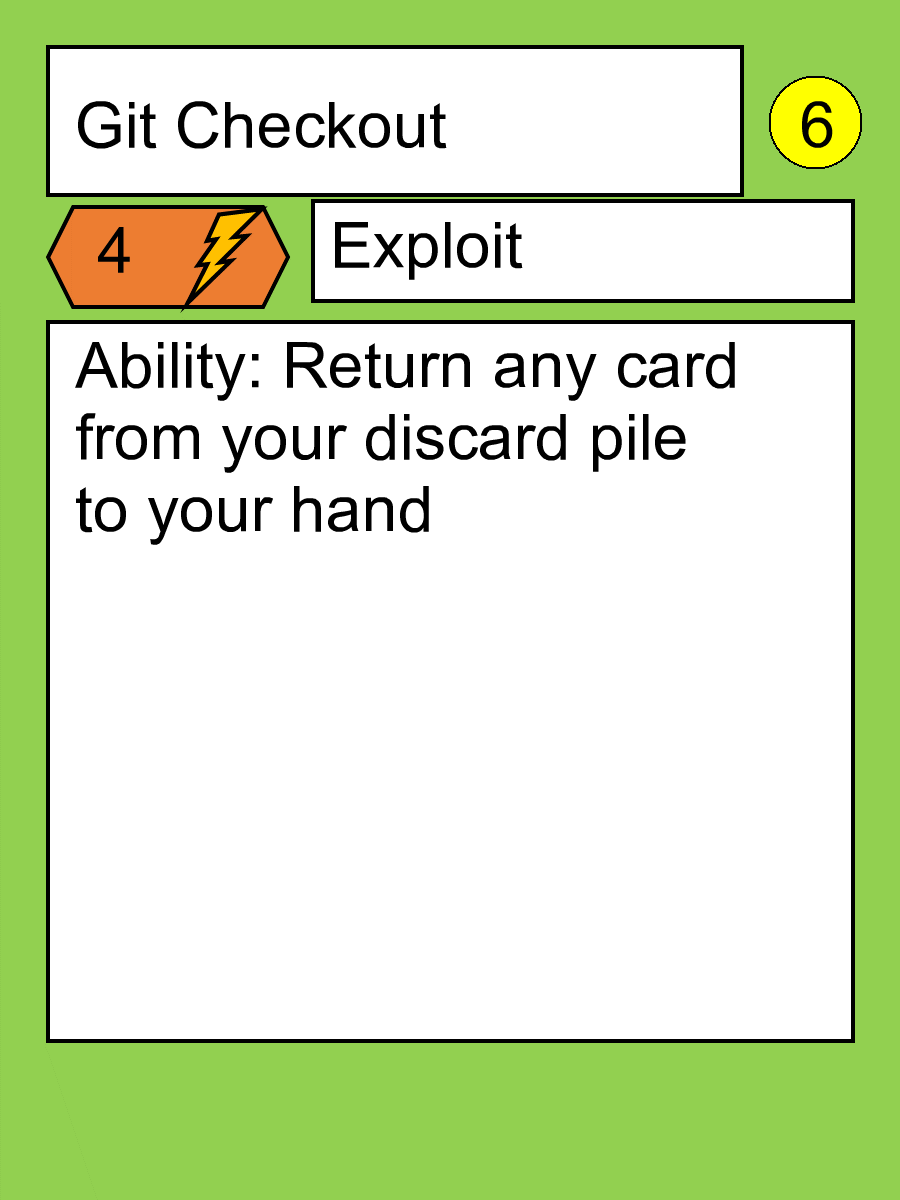 Git Checkout
6
4
Exploit
Ability: Return any card
from your discard pile
to your hand